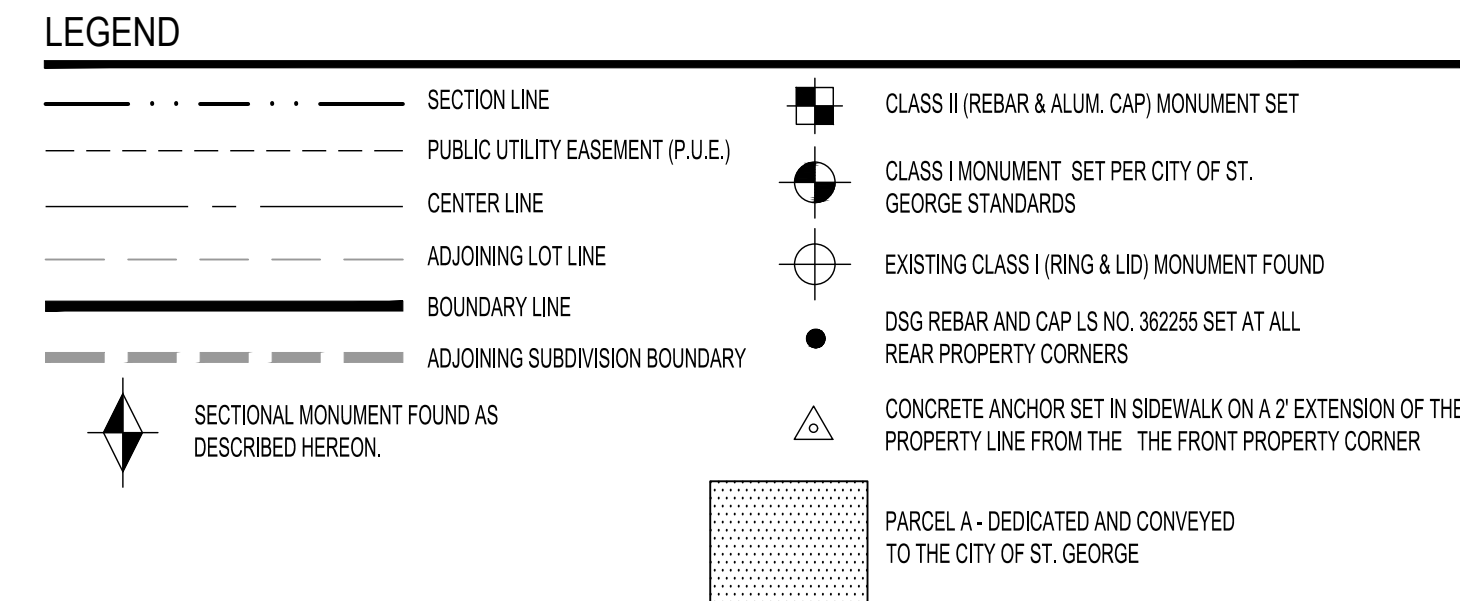 LEGEND
SECTION LINE
PUBLIC UTILITY EASEMENT (P.U.E.)
CENTER LINE
ADJOINING LOT LINE
BOUNDARY LINE
ADJOINING SUBDIVISION BOUNDARY
SECTIONAL MONUMENT FOUND AS
DESCRIBED HEREON.
CLASS II (REBAR & ALUM. CAP) MONUMENT SET
CLASS I MONUMENT SET PER CITY OF ST.
GEORGE STANDARDS
EXISTING CLASS I (RING & LID) MONUMENT FOUND
DSG REBAR AND CAP LS NO. 362255 SET AT ALL
REAR PROPERTY CORNERS
CONCRETE ANCHOR SET IN SIDEWALK ON A 2' EXTENSION OF THE
PROPERTY LINE FROM THE THE FRONT PROPERTY CORNER
PARCEL A - DEDICATED AND CONVEYED
TO THE CITY OF ST. GEORGE